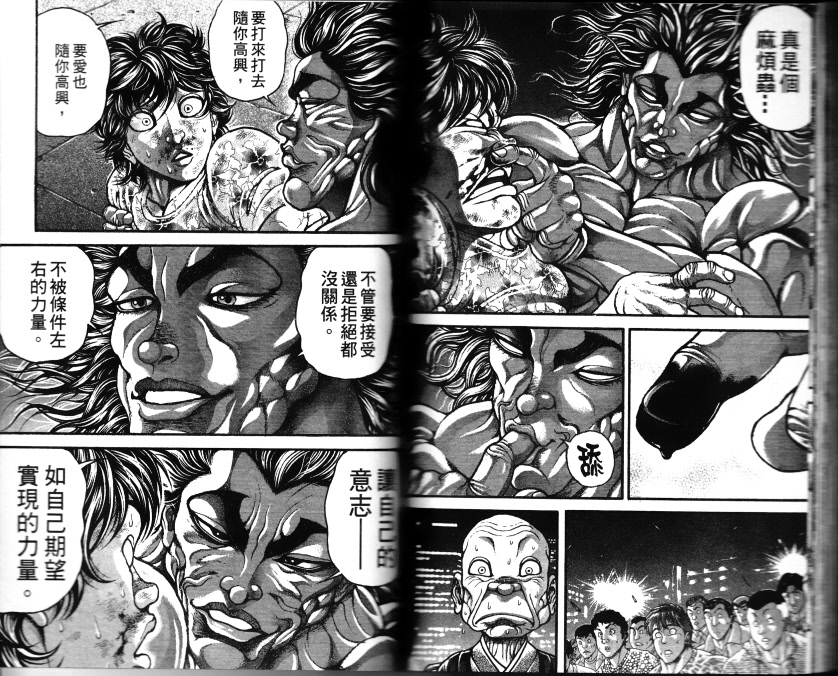 真是個
麻煩蟲…
舔
要打來打去
隨你高興，
要愛也
隨你高興，
不管要接受
還是拒絕都
沒關係。
不被條件左
右的力量。
讓自己的
意志——
如自己期望
實現的力量。